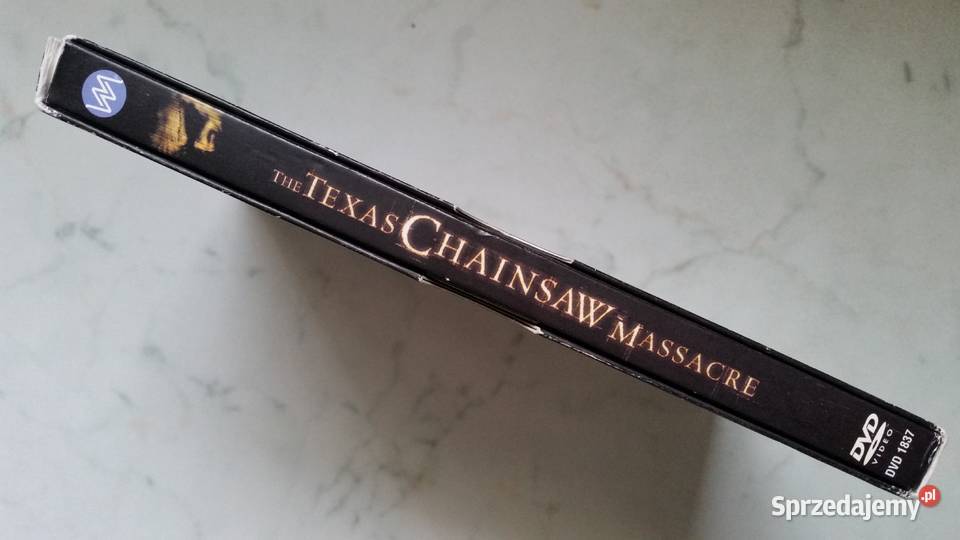 THE TEXAS CHAINSAW MASSACRE
DVD
VIDEO
DVD 1837
Sprzedajemy.pl